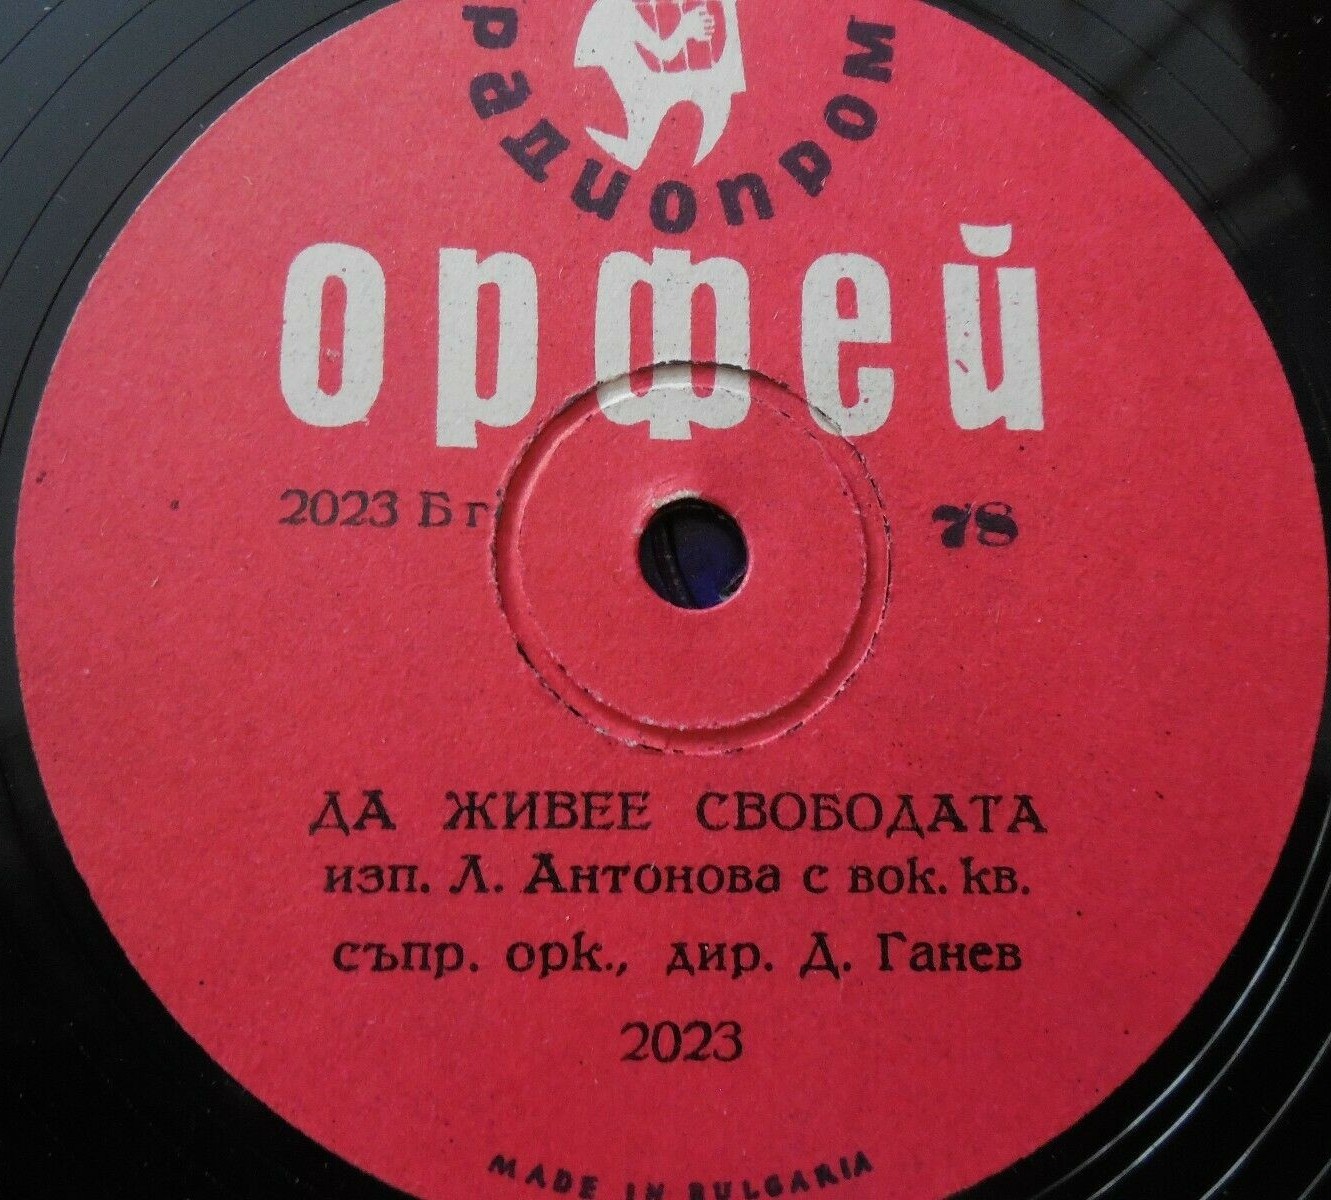 радиопром
орфей
2023 Б г
78
ДА ЖИВЕЕ СВОБОДАТА
изп. Л. Антонова с вок. кв.
съпр. орк., дир. Д. Ганев
2023
MADE IN BULGARIA